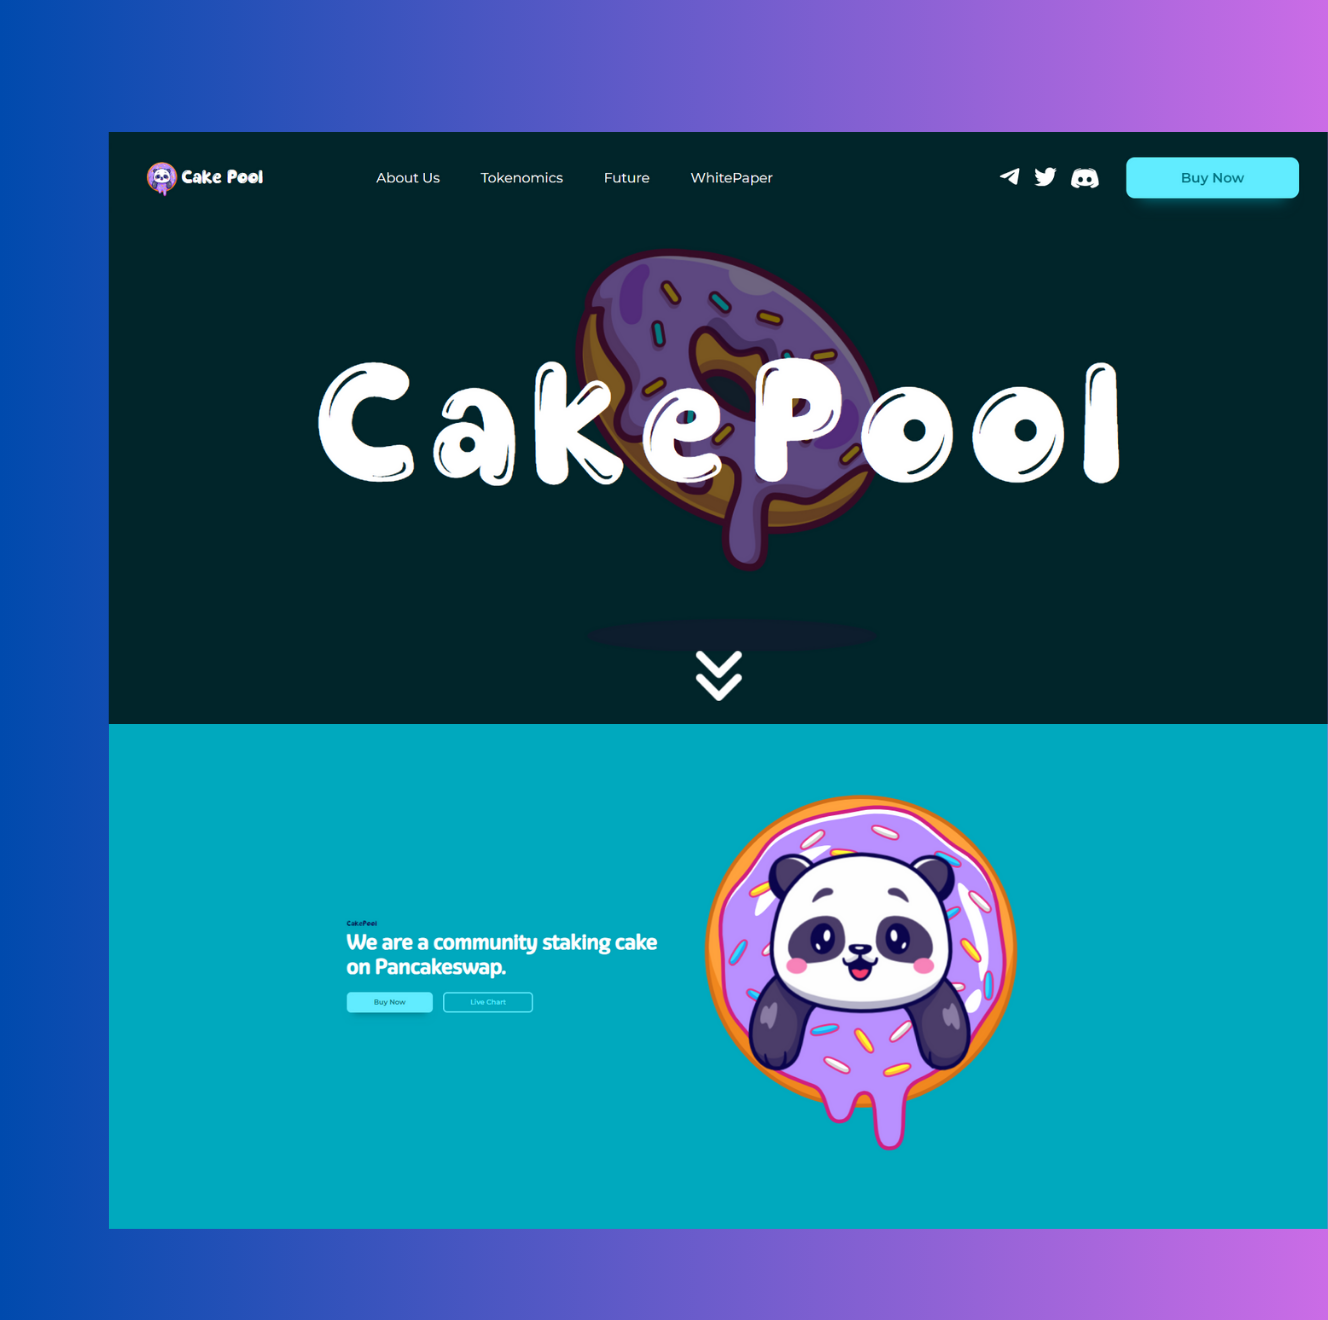 Cake Pool
About Us
Tokenomics
Future
WhitePaper
Buy Now
CakePool
CakePool
We are a community staking cake
on Pancakeswap.
Buy Now
Live Chart